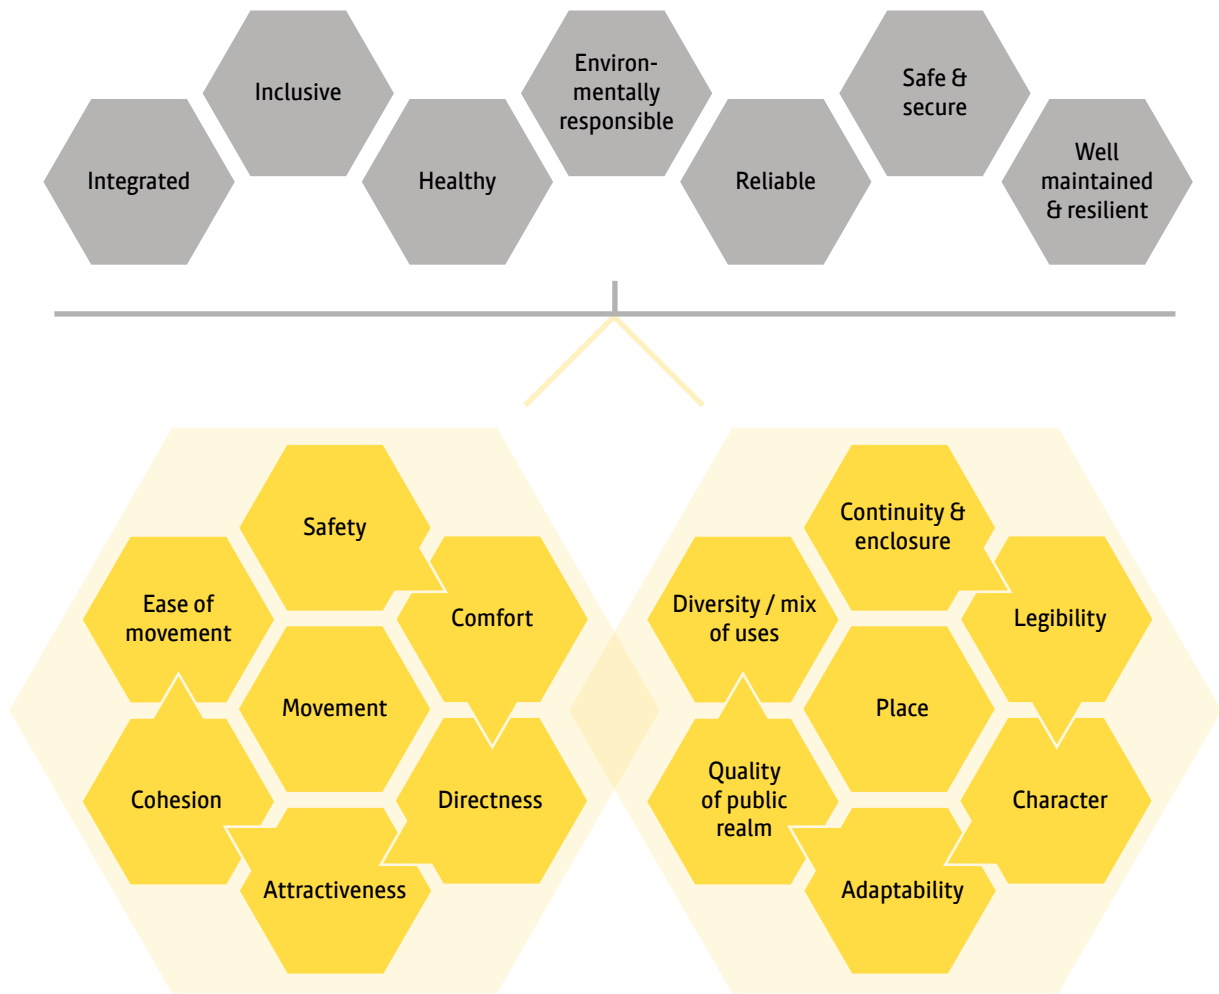 Integrated
Inclusive
Healthy
Environ-
mentally
responsible
Reliable
Safe &
secure
Well
maintained
& resilient
Safety
Ease of
movement
Comfort
Movement
Cohesion
Directness
Attractiveness
Continuity &
enclosure
Diversity / mix
of uses
Legibility
Place
Quality
of public
realm
Character
Adaptability